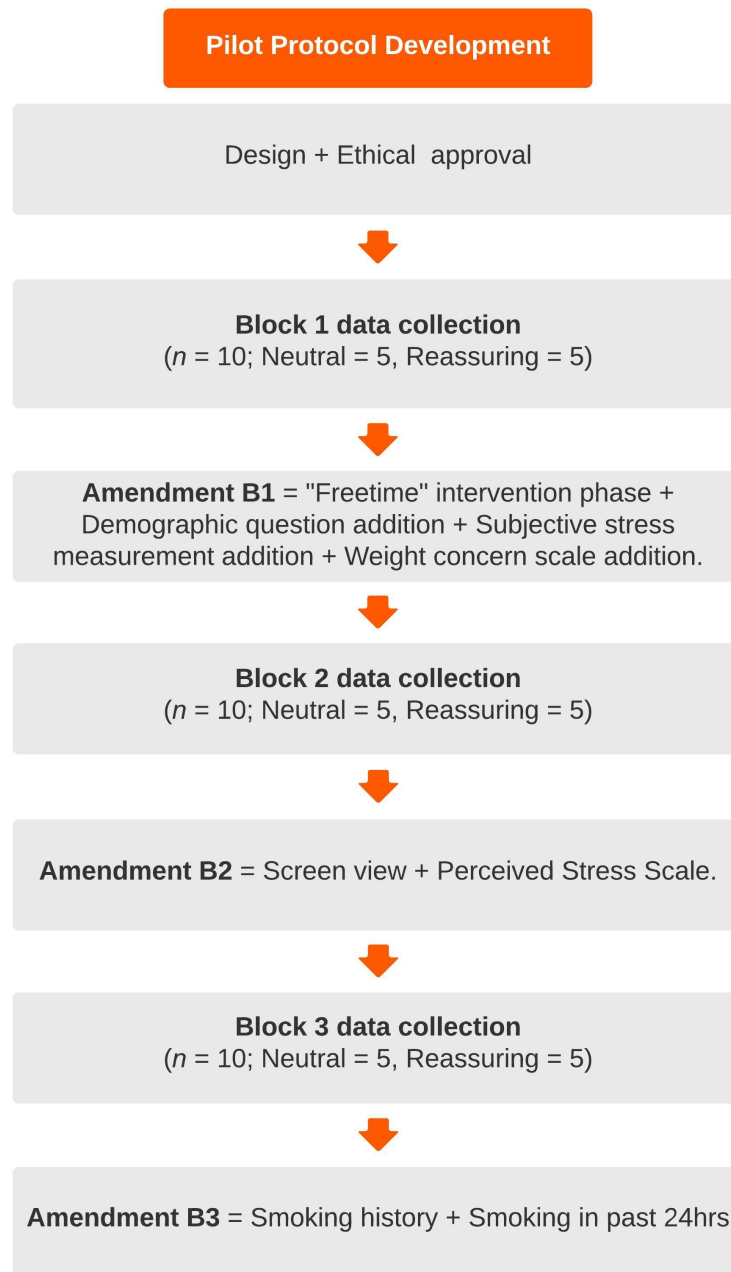 Pilot Protocol Development
Design + Ethical approval
Block 1 data collection
(n = 10; Neutral = 5, Reassuring = 5)
Amendment B1 = "Freetime" intervention phase +
Demographic question addition + Subjective stress
measurement addition + Weight concern scale addition.
Block 2 data collection
(n = 10; Neutral = 5, Reassuring = 5)
Amendment B2 = Screen view + Perceived Stress Scale.
Block 3 data collection
(n = 10; Neutral = 5, Reassuring = 5)
Amendment B3 = Smoking history + Smoking in past 24hrs